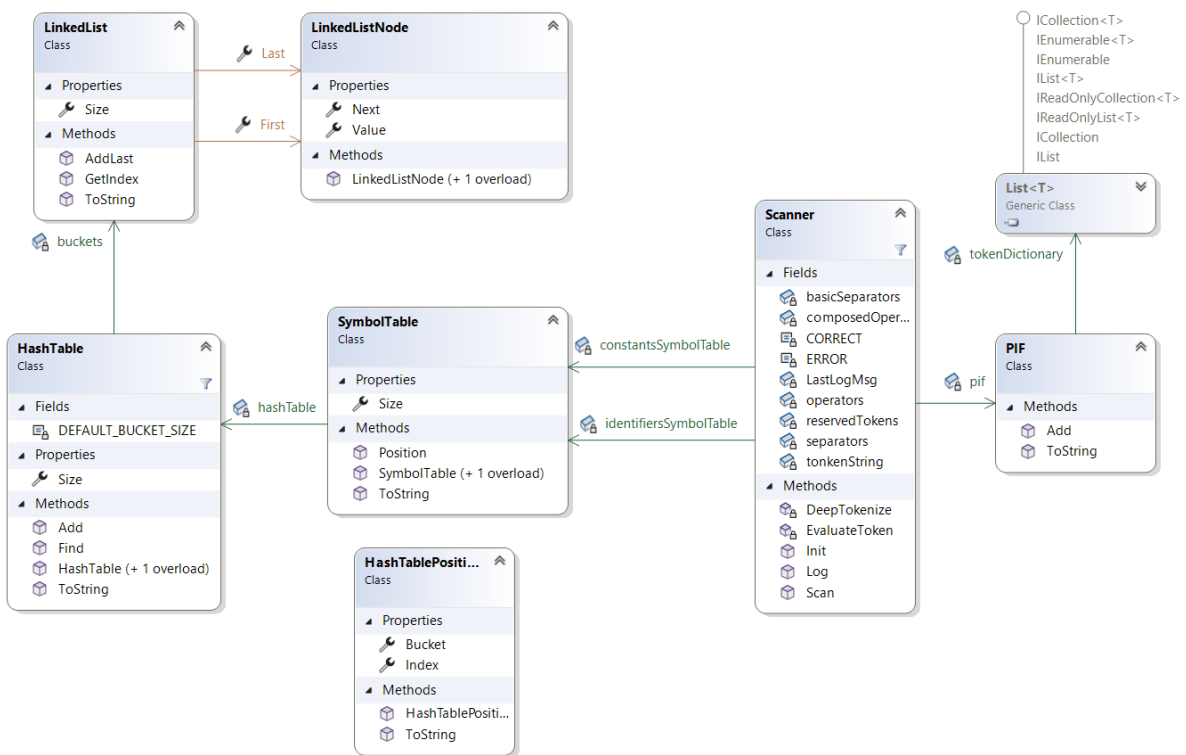 LinkedList
Class
Properties
Size
Methods
AddLast
GetIndex
ToString
Last
First
LinkedListNode
Class
Properties
Next
Value
Methods
LinkedListNode (+ 1 overload)
ICollection<T>
IEnumerable<T>
IEnumerable
IList<T>
IReadOnlyCollection<T>
IReadOnlyList<T>
ICollection
IList
List<T>
Generic Class
buckets
tokenDictionary
HashTable
Class
Fields
DEFAULT_BUCKET_SIZE
Properties
Size
Methods
Add
Find
HashTable (+ 1 overload)
ToString
hashTable
SymbolTable
Class
Properties
Size
Methods
Position
SymbolTable (+ 1 overload)
ToString
constantsSymbolTable
identifiersSymbolTable
Scanner
Class
Fields
basicSeparators
composedOper...
CORRECT
ERROR
LastLogMsg
operators
reservedTokens
separators
tonkenString
Methods
DeepTokenize
EvaluateToken
Init
Log
Scan
pif
PIF
Class
Methods
Add
ToString
HashTablePositi...
Class
Properties
Bucket
Index
Methods
HashTablePositi...
ToString